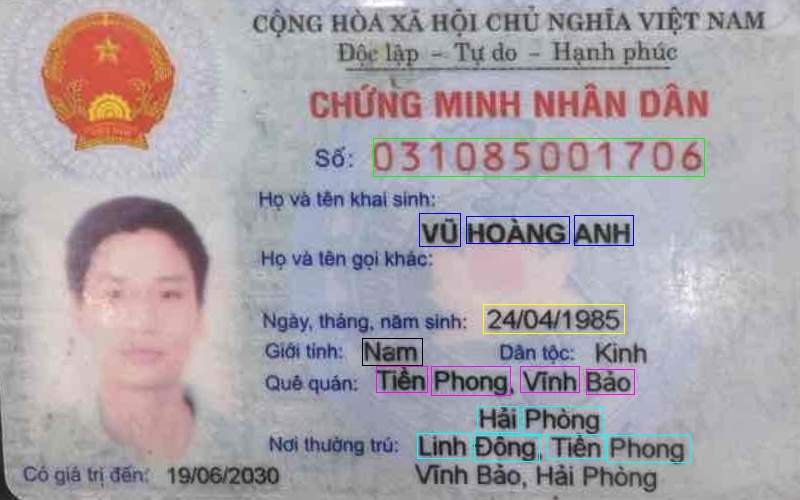 CỘNG HÒA XÃ HỘI CHỦ NGHĨA VIỆT NAM
Độc lập - Tự do - Hạnh phúc
CHỨNG MINH NHÂN DÂN
Số: 031085001706
Họ và tên khai sinh:
VŨ HOÀNG ANH
Họ và tên gọi khác:
Ngày, tháng, năm sinh: 24/04/1985
Giới tính: Nam Dân tộc: Kinh
Quê quán: Tiền Phong, Vĩnh Bảo
Hải Phòng
Nơi thường trú: Linh Đông, Tiền Phong
Vĩnh Bảo, Hải Phòng
Có giá trị đến: 19/06/2030